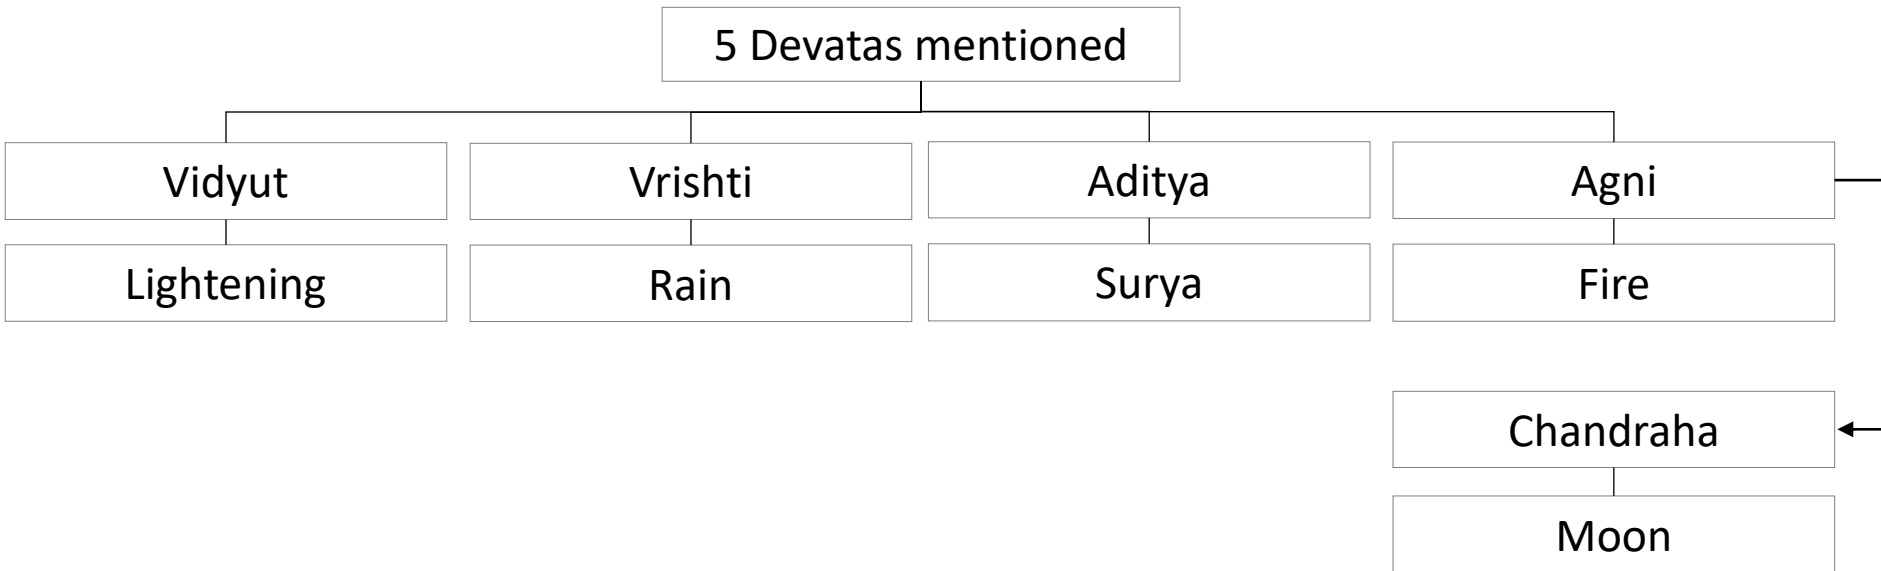 5 Devatas mentioned
Vidyut
Vrishti
Aditya
Agni
Lightening
Rain
Surya
Fire
Chandraha
Moon